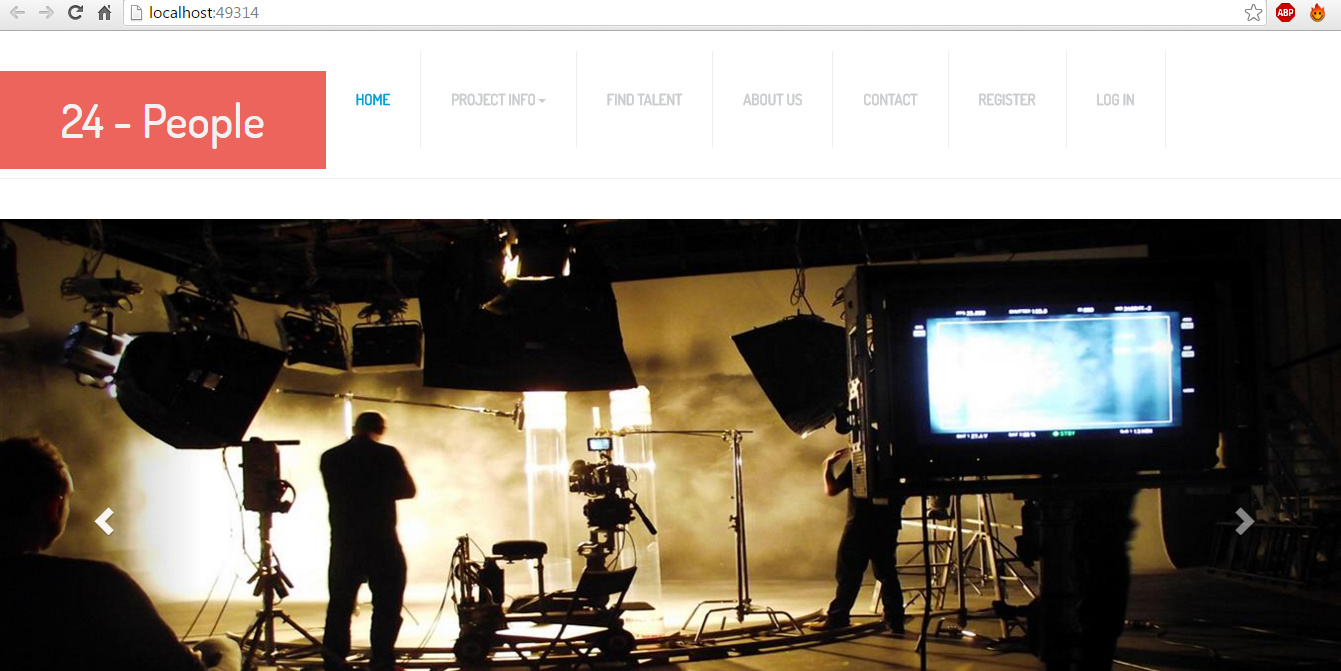 localhost:49314
ABP
24 - People
HOME
PROJECT INFO
FIND TALENT
ABOUT US
CONTACT
REGISTER
LOG IN